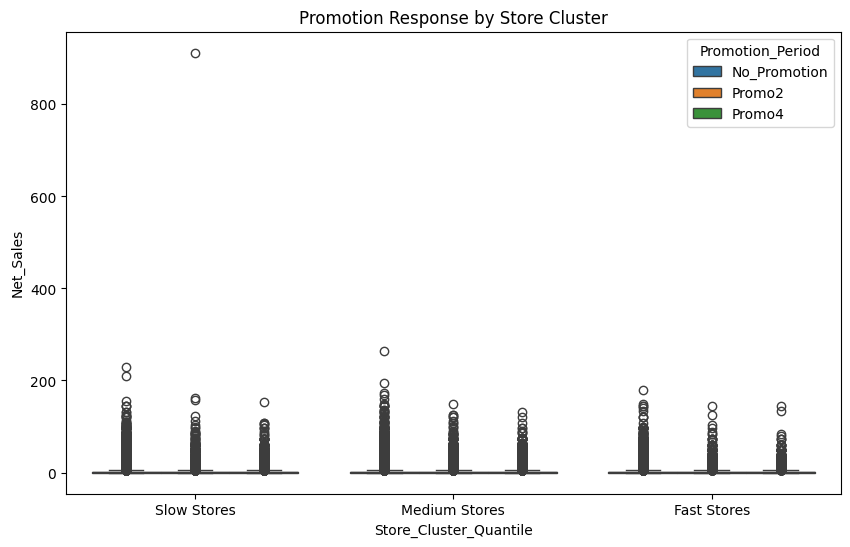 Promotion Response by Store Cluster
Promotion_Period
No_Promotion
Promo2
Promo4
Net_Sales
800
600
400
200
0
Slow Stores
Medium Stores
Fast Stores
Store_Cluster_Quantile